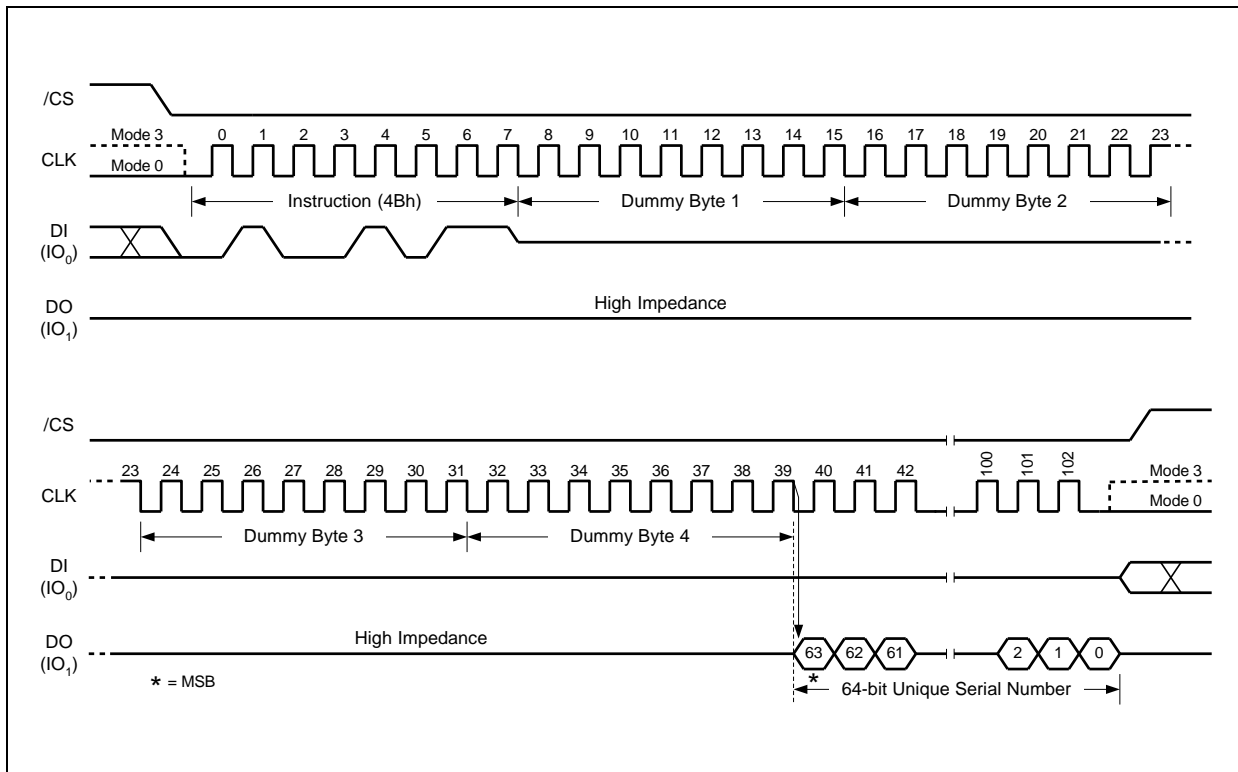 /CS
Mode 3
0 1 2 3 4 5 6 7 8 9 10 11 12 13 14 15 16 17 18 19 20 21 22 23
CLK
Mode 0
Instruction (4Bh) Dummy Byte 1 Dummy Byte 2
DI
(IO0)
High Impedance
DO
(IO1)
/CS
23 24 25 26 27 28 29 30 31 32 33 34 35 36 37 38 39 40 41 42 100 101 102
Mode 3
CLK
Mode 0
Dummy Byte 3 Dummy Byte 4
DI
(IO0)
High Impedance
DO
(IO1)
63 62 61 2 1 0
* = MSB
*
64-bit Unique Serial Number